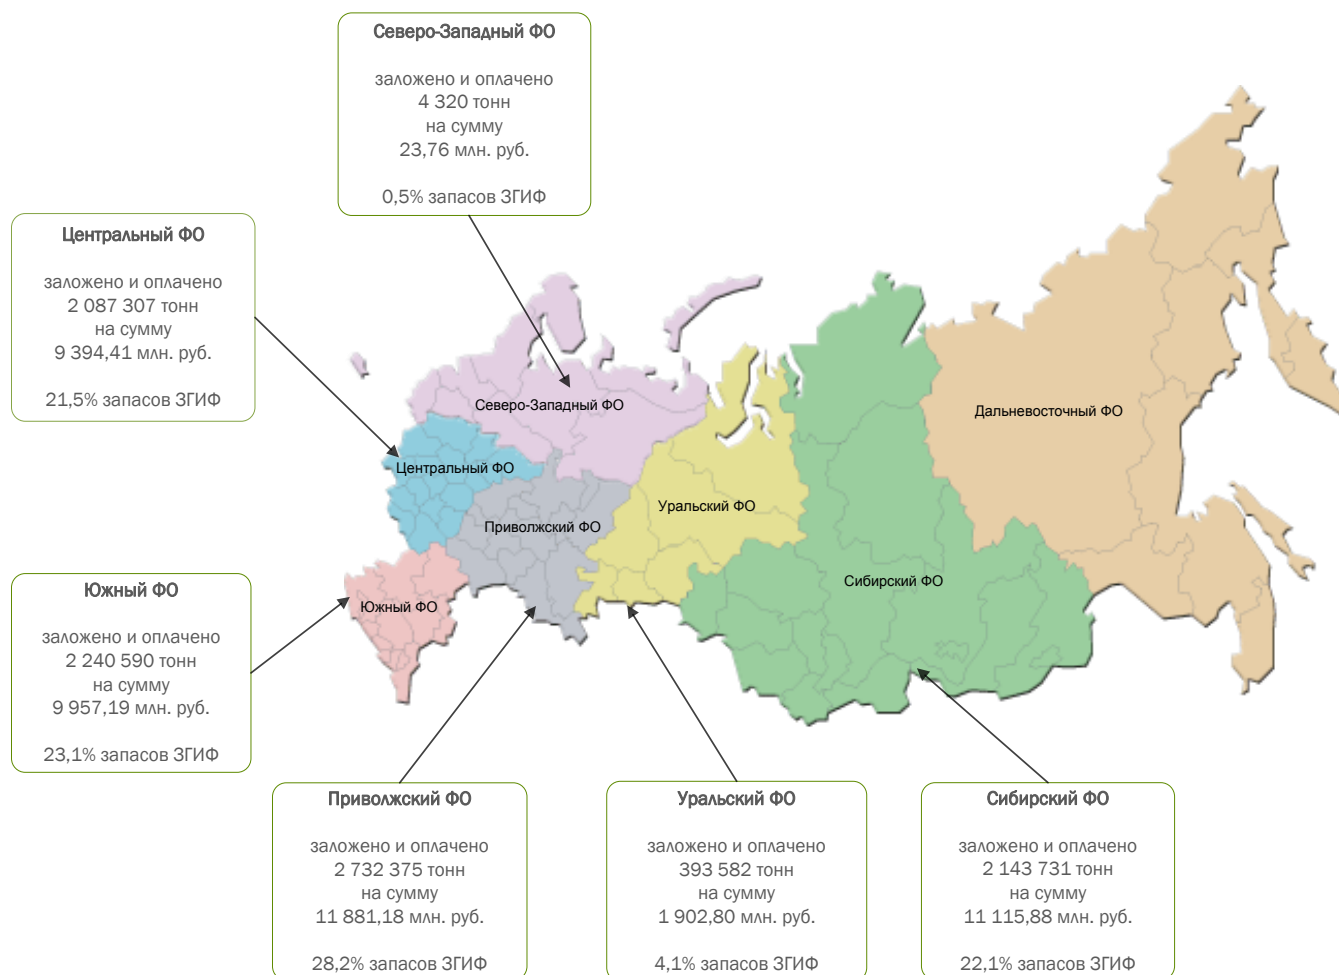 Северо-Западный ФО
заложено и оплачено
4 320 тонн
на сумму
23,76 млн. руб.
0,5% запасов ЗГИФ
Центральный ФО
заложено и оплачено
2 087 307 тонн
на сумму
9 394,41 млн. руб.
21,5% запасов ЗГИФ
Северо-Западный ФО
Дальневосточный ФО
Центральный ФО
Уральский ФО
Приволжский ФО
Сибирский ФО
Южный ФО
Южный ФО
заложено и оплачено
2 240 590 тонн
на сумму
9 957,19 млн. руб.
23,1% запасов ЗГИФ
Приволжский ФО
заложено и оплачено
2 732 375 тонн
на сумму
11 881,18 млн. руб.
28,2% запасов ЗГИФ
Уральский ФО
заложено и оплачено
393 582 тонн
на сумму
1 902,80 млн. руб.
4,1% запасов ЗГИФ
Сибирский ФО
заложено и оплачено
2 143 731 тонн
на сумму
11 115,88 млн. руб.
22,1% запасов ЗГИФ